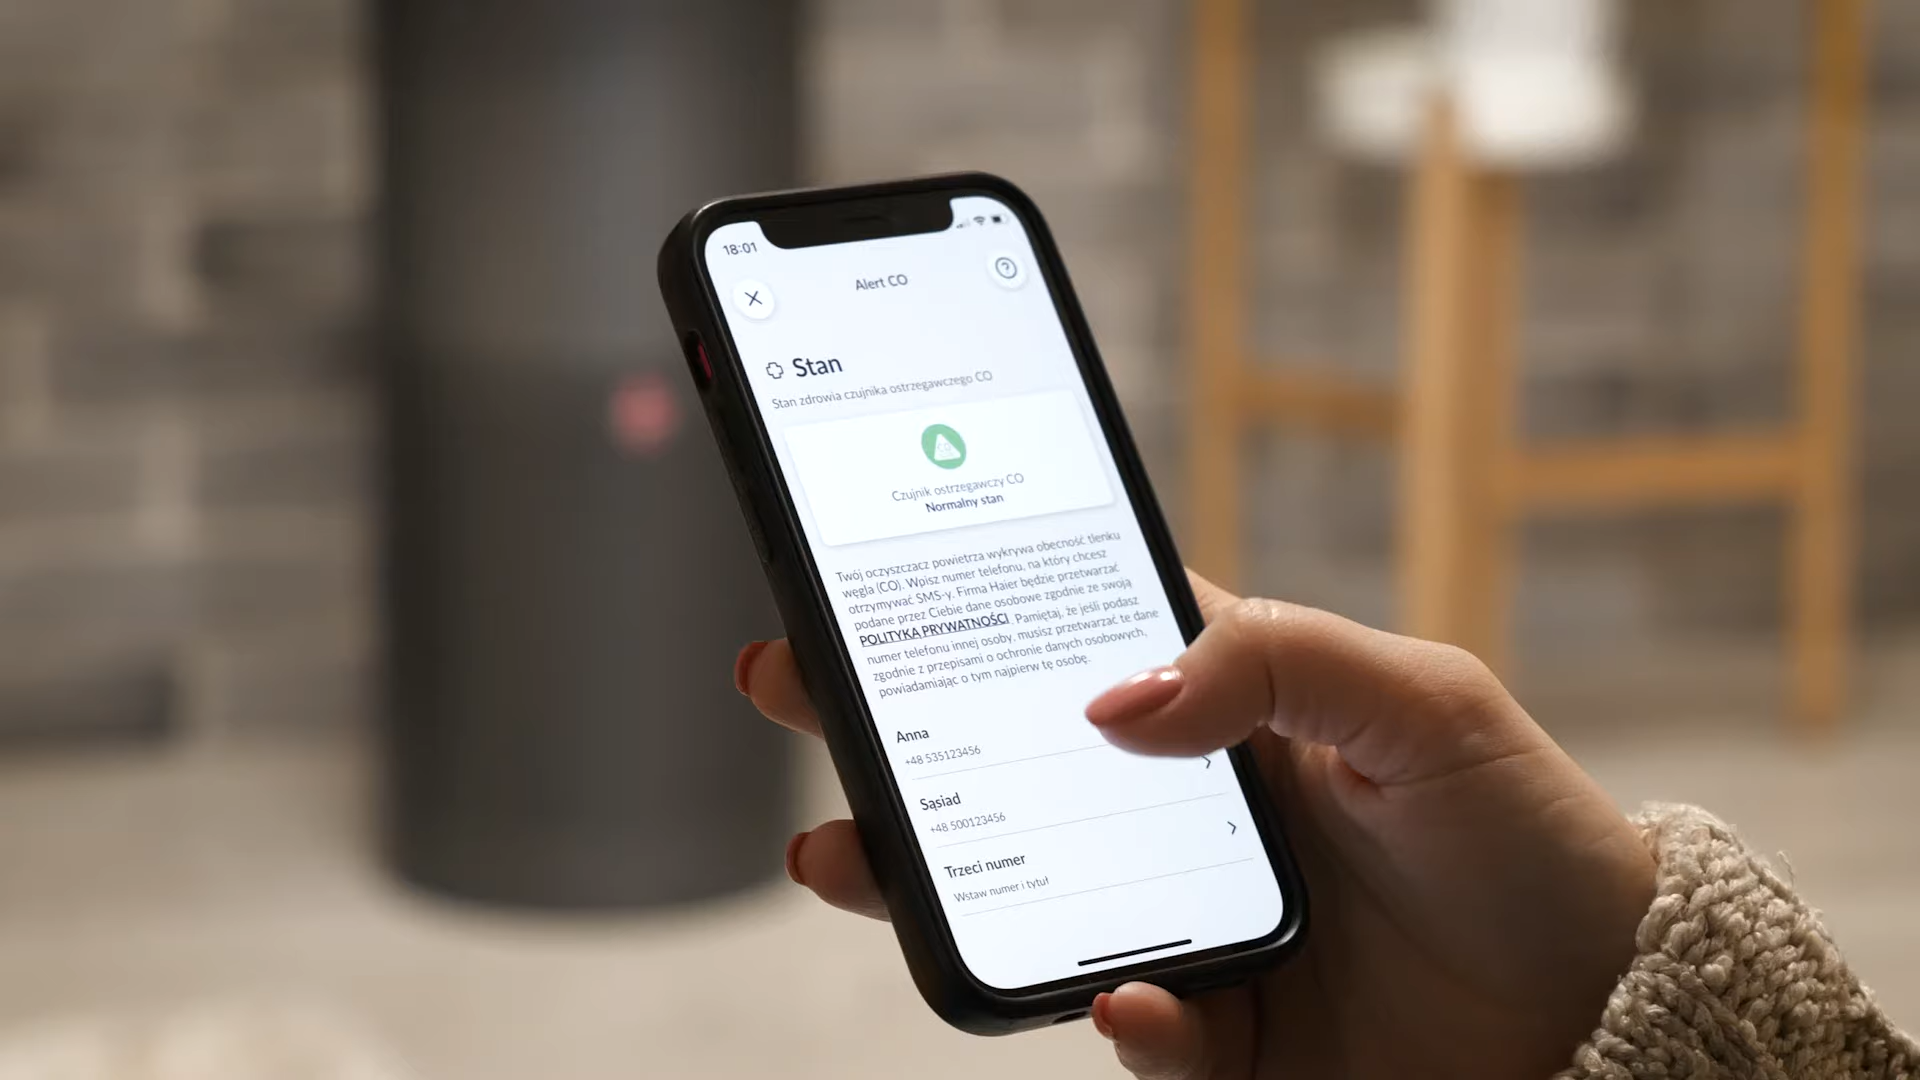 18:01
Alert CO
Stan
Stan zdrowia czujnika ostrzegawczego CO
CO
Czujnik ostrzegawczy CO
Normalny stan
Twój oczyszczacz powietrza wykrywa obecność tlenku
węgla (CO). Wpisz numer telefonu, na który chcesz
otrzymywać SMS-y. Firma Haier będzie przetwarzać
podane przez Ciebie dane osobowe zgodnie ze swoją
POLITYKA PRYWATNOŚCI. Pamiętaj, że jeśli podasz
numer telefonu innej osoby, musisz przetwarzać te dane
zgodnie z przepisami o ochronie danych osobowych,
powiadamiając o tym najpierw tę osobę.
Anna
+48 535123456
Sąsiad
+48 500123456
Trzeci numer
Wstaw numer i tytuł